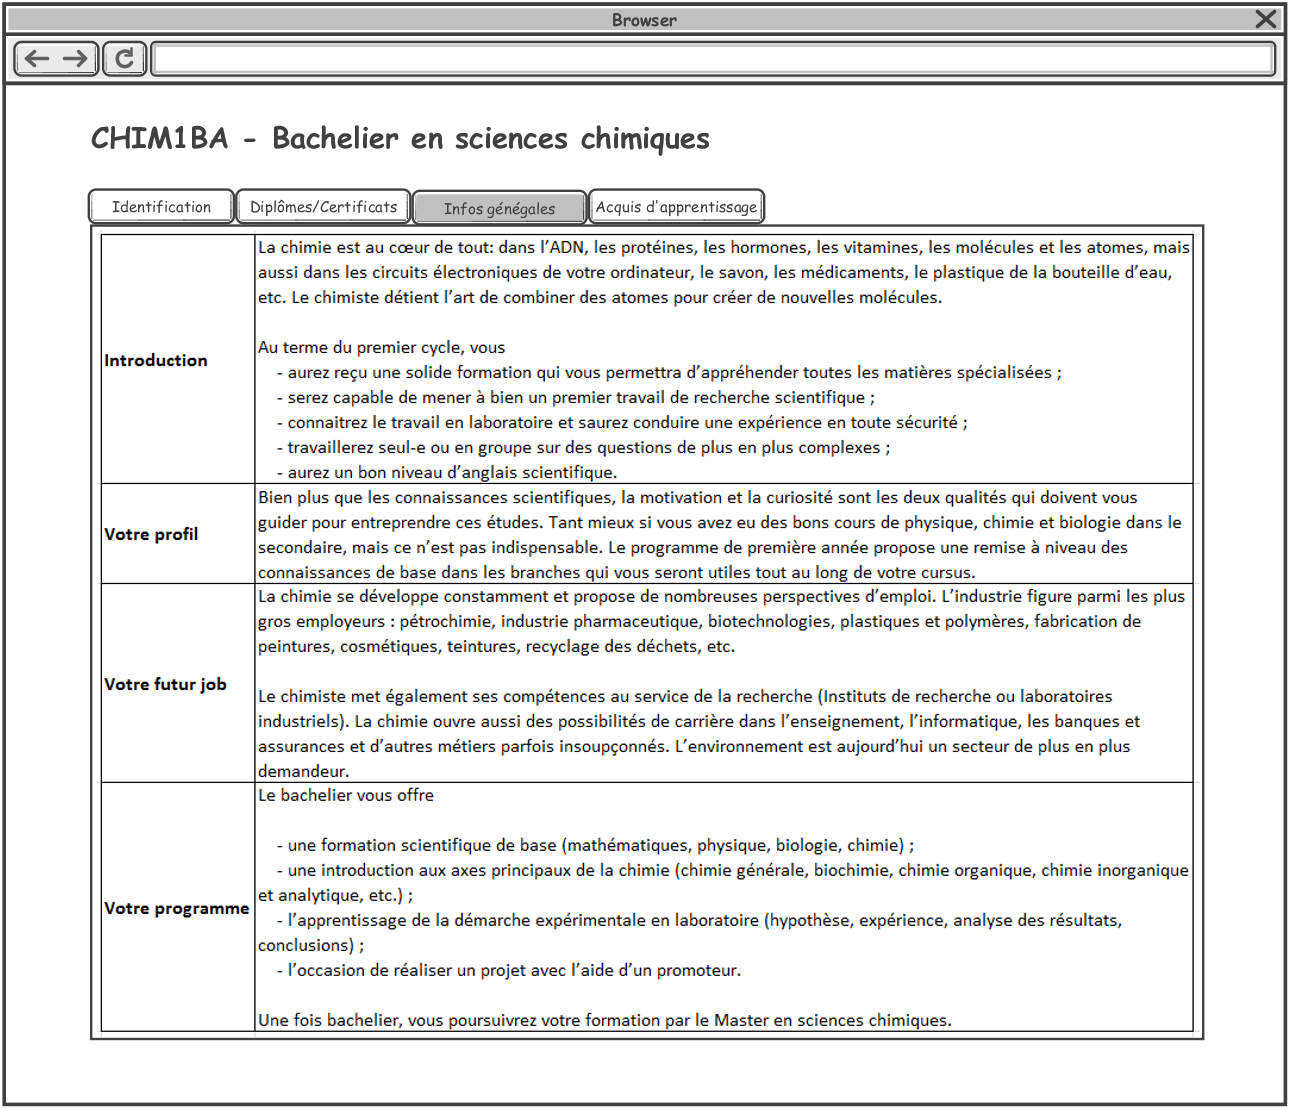 Browser
CHIM1BA - Bachelier en sciences chimiques
Identification
Diplômes/Certificats
Infos génégales
Acquis d'apprentissage
Introduction
La chimie est au cœur de tout: dans l’ADN, les protéines, les hormones, les vitamines, les molécules et les atomes, mais
aussi dans les circuits électroniques de votre ordinateur, le savon, les médicaments, le plastique de la bouteille d’eau,
etc. Le chimiste détient l’art de combiner des atomes pour créer de nouvelles molécules.
Au terme du premier cycle, vous
- aurez reçu une solide formation qui vous permettra d’appréhender toutes les matières spécialisées ;
- serez capable de mener à bien un premier travail de recherche scientifique ;
- connaitrez le travail en laboratoire et saurez conduire une expérience en toute sécurité ;
- travaillerez seul-e ou en groupe sur des questions de plus en plus complexes ;
- aurez un bon niveau d’anglais scientifique.
Votre profil
Bien plus que les connaissances scientifiques, la motivation et la curiosité sont les deux qualités qui doivent vous
guider pour entreprendre ces études. Tant mieux si vous avez eu des bons cours de physique, chimie et biologie dans le
secondaire, mais ce n’est pas indispensable. Le programme de première année propose une remise à niveau des
connaissances de base dans les branches qui vous seront utiles tout au long de votre cursus.
Votre futur job
La chimie se développe constamment et propose de nombreuses perspectives d’emploi. L’industrie figure parmi les plus
gros employeurs : pétrochimie, industrie pharmaceutique, biotechnologies, plastiques et polymères, fabrication de
peintures, cosmétiques, teintures, recyclage des déchets, etc.
Le chimiste met également ses compétences au service de la recherche (Instituts de recherche ou laboratoires
industriels). La chimie ouvre aussi des possibilités de carrière dans l’enseignement, l’informatique, les banques et
assurances et d’autres métiers parfois insoupçonnés. L’environnement est aujourd’hui un secteur de plus en plus
demandeur.
Votre programme
Le bachelier vous offre
- une formation scientifique de base (mathématiques, physique, biologie, chimie) ;
- une introduction aux axes principaux de la chimie (chimie générale, biochimie, chimie organique, chimie inorganique
et analytique, etc.) ;
- l’apprentissage de la démarche expérimentale en laboratoire (hypothèse, expérience, analyse des résultats,
conclusions) ;
- l’occasion de réaliser un projet avec l’aide d’un promoteur.
Une fois bachelier, vous poursuivrez votre formation par le Master en sciences chimiques.